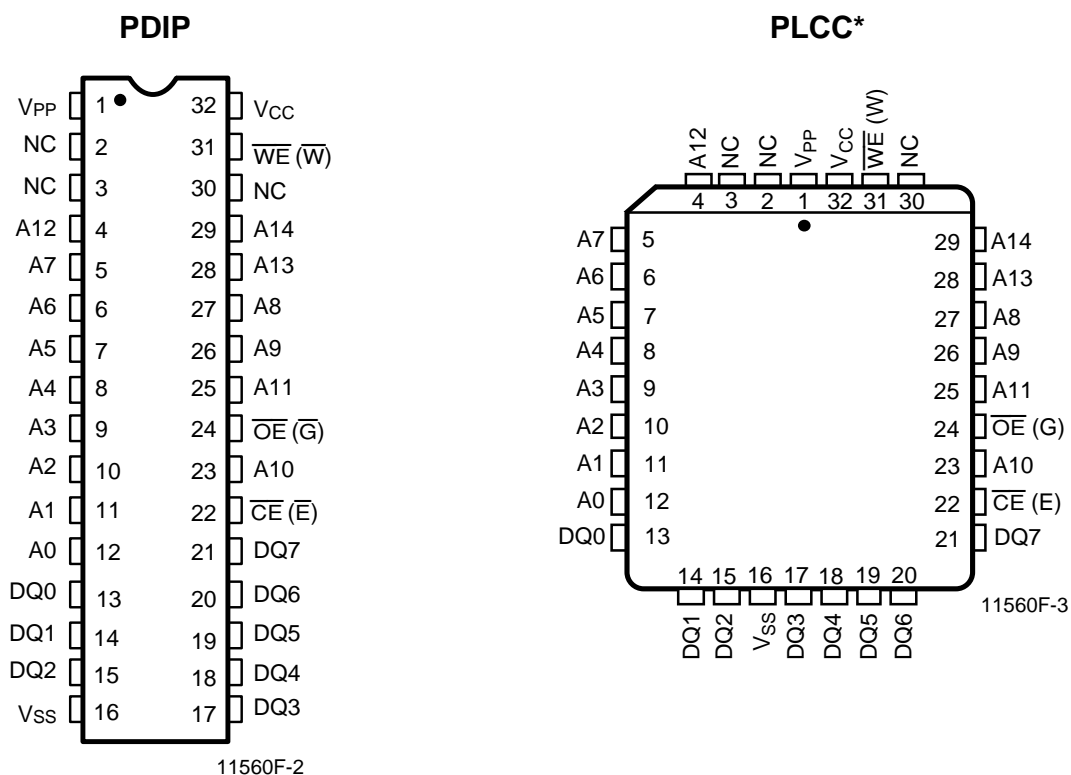 PDIP
VPP 1 32 VCC
NC 2 31 W̅E̅ (W̅)
NC 3 30 NC
A12 4 29 A14
A7 5 28 A13
A6 6 27 A8
A5 7 26 A9
A4 8 25 A11
A3 9 24 O̅E̅ (G̅)
A2 10 23 A10
A1 11 22 C̅E̅ (E̅)
A0 12 21 DQ7
DQ0 13 20 DQ6
DQ1 14 19 DQ5
DQ2 15 18 DQ4
VSS 16 17 DQ3
11560F-2
PLCC*
A12 NC NC VPP VCC W̅E̅ (W) NC
4 3 2 1 32 31 30
A7 5 29 A14
A6 6 28 A13
A5 7 27 A8
A4 8 26 A9
A3 9 25 A11
A2 10 24 O̅E̅ (G)
A1 11 23 A10
A0 12 22 C̅E̅ (E)
DQ0 13 21 DQ7
14 15 16 17 18 19 20
DQ1 DQ2 VSS DQ3 DQ4 DQ5 DQ6
11560F-3